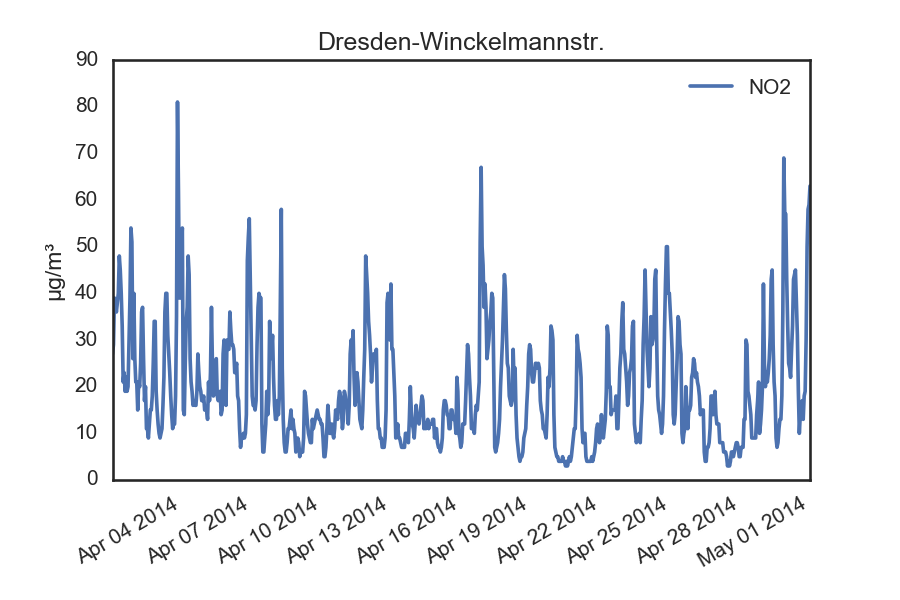 Dresden-Winckelmannstr.
90
80
70
60
50
40
30
20
10
0
µg/m³
NO2
Apr 04 2014
Apr 07 2014
Apr 10 2014
Apr 13 2014
Apr 16 2014
Apr 19 2014
Apr 22 2014
Apr 25 2014
Apr 28 2014
May 01 2014